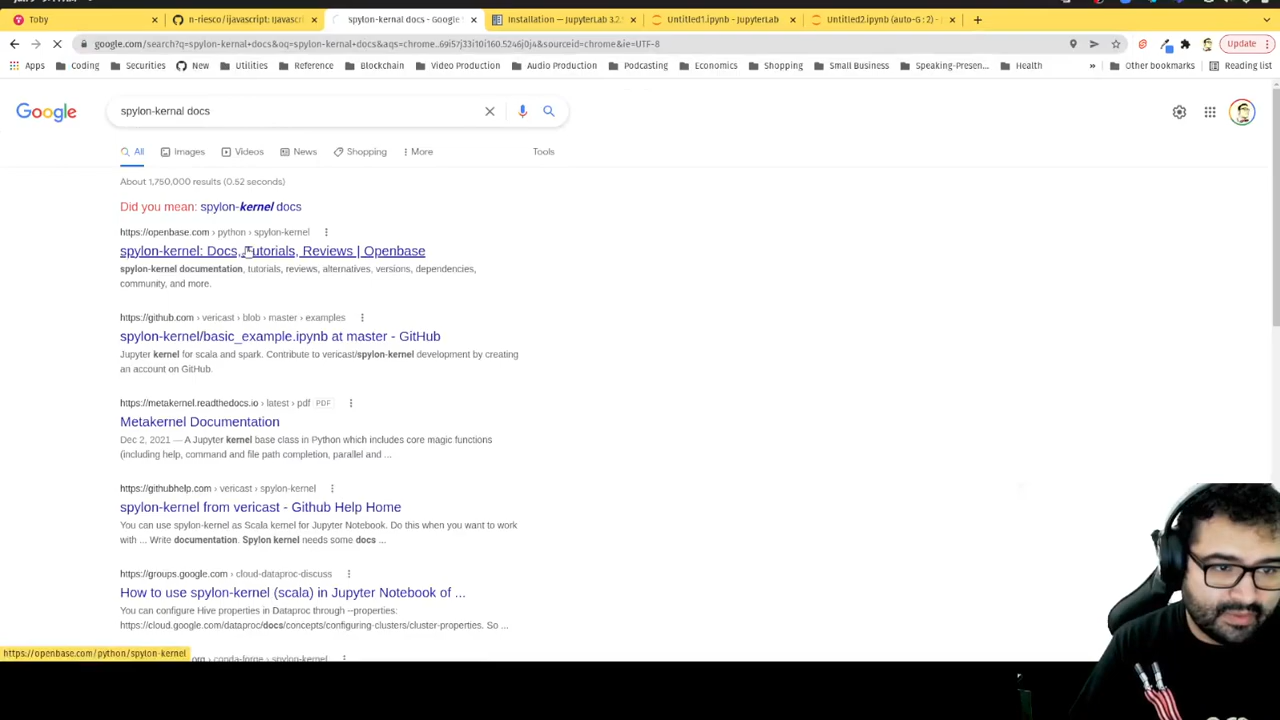 Toby
n-riesco/ijavascript: IJavascri
spylon-kernal docs - Google
Installation — JupyterLab 3.2.
Untitled1.ipynb - JupyterLab
Untitled2.ipynb (auto-G : 2) -
google.com/search?q=spylon-kernal+docs&oq=spylon-kernal+docs&aqs=chrome..69i57j33i10i160.5246j0j4&sourceid=chrome&ie=UTF-8
Update
Apps
Coding
Securities
New
Utilities
Reference
Blockchain
Video Production
Audio Production
Podcasting
Economics
Shopping
Small Business
Speaking-Presen...
Health
»
Other bookmarks
Reading list
Google
spylon-kernal docs
All
Images
Videos
News
Shopping
More
Tools
About 1,750,000 results (0.52 seconds)
Did you mean: spylon-kernel docs
https://openbase.com › python › spylon-kernel
spylon-kernel: Docs, Tutorials, Reviews | Openbase
spylon-kernel documentation, tutorials, reviews, alternatives, versions, dependencies,
community, and more.
https://github.com › vericast › blob › master › examples
spylon-kernel/basic_example.ipynb at master - GitHub
Jupyter kernel for scala and spark. Contribute to vericast/spylon-kernel development by creating
an account on GitHub.
https://metakernel.readthedocs.io › latest › pdf PDF
Metakernel Documentation
Dec 2, 2021 — A Jupyter kernel base class in Python which includes core magic functions
(including help, command and file path completion, parallel and ...
https://githubhelp.com › vericast › spylon-kernel
spylon-kernel from vericast - Github Help Home
You can use spylon-kernel as Scala kernel for Jupyter Notebook. Do this when you want to work
with ... Write documentation. Spylon kernel needs some docs ...
https://groups.google.com › cloud-dataproc-discuss
How to use spylon-kernel (scala) in Jupyter Notebook of ...
You can configure Hive properties in Dataproc through --properties:
https://cloud.google.com/dataproc/docs/concepts/configuring-clusters/cluster-properties. So ...
https://openbase.com/python/spylon-kernel
org › conda-forge › spylon-kernel